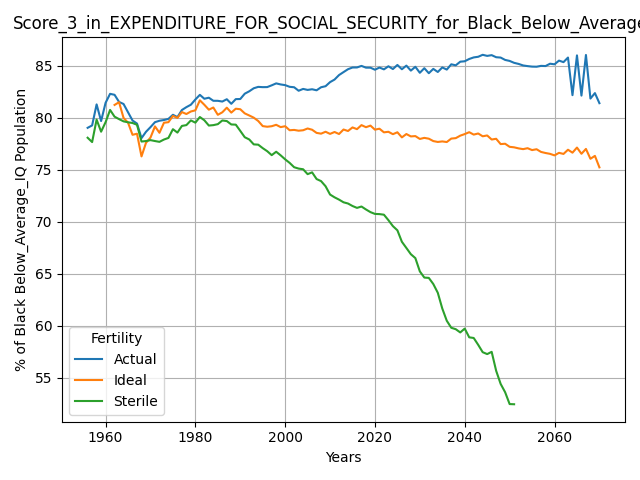 Score_3_in_EXPENDITURE_FOR_SOCIAL_SECURITY_for_Black_Below_Average
% of Black Below_Average_IQ Population
85
80
75
70
65
60
55
Fertility
Actual
Ideal
Sterile
1960 1980 2000 2020 2040 2060
Years